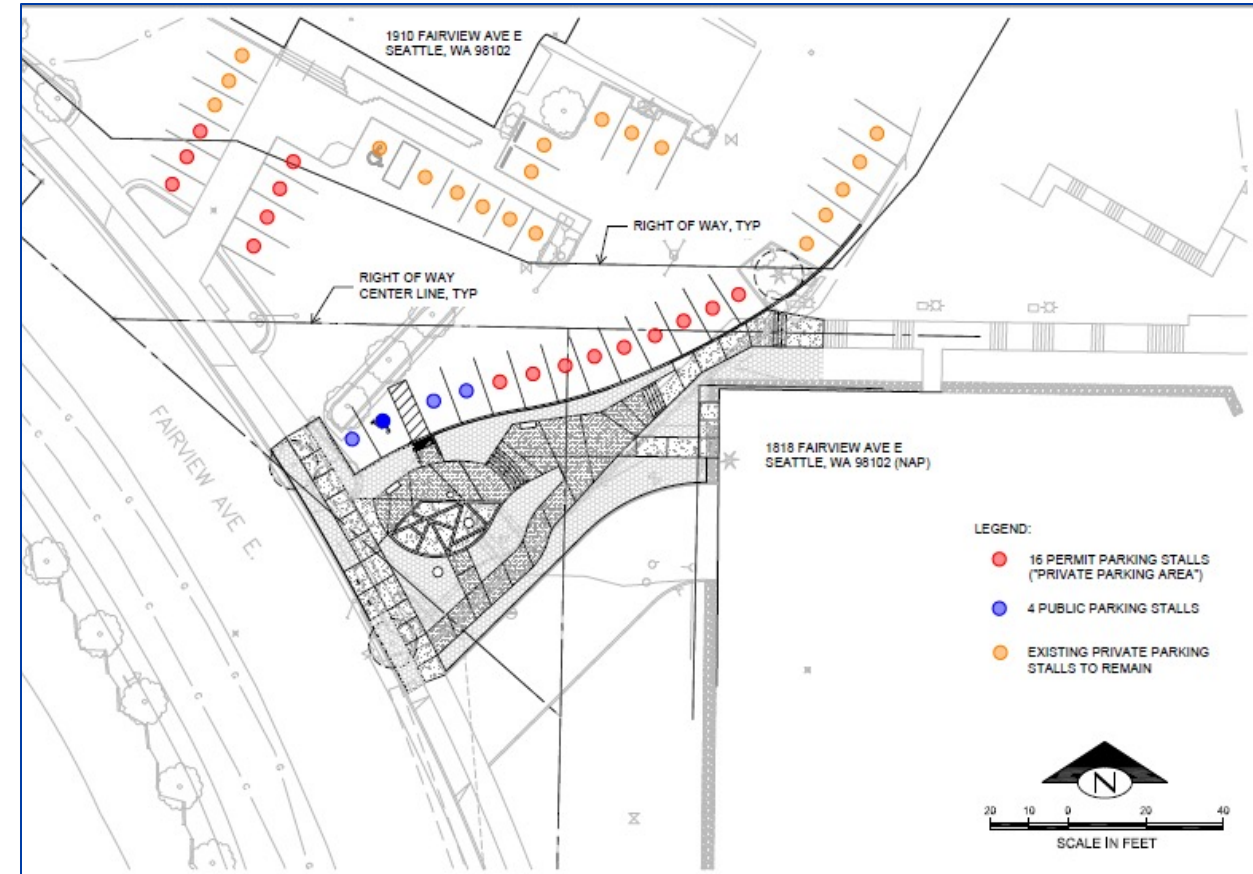 1910 FAIRVIEW AVE E
SEATTLE, WA 98102
RIGHT OF WAY, TYP
RIGHT OF WAY
CENTER LINE, TYP
FAIRVIEW AVE E.
1818 FAIRVIEW AVE E
SEATTLE, WA 98102 (NAP)
LEGEND:
16 PERMIT PARKING STALLS
("PRIVATE PARKING AREA")
4 PUBLIC PARKING STALLS
EXISTING PRIVATE PARKING
STALLS TO REMAIN
N
20 10 0 20 40
SCALE IN FEET